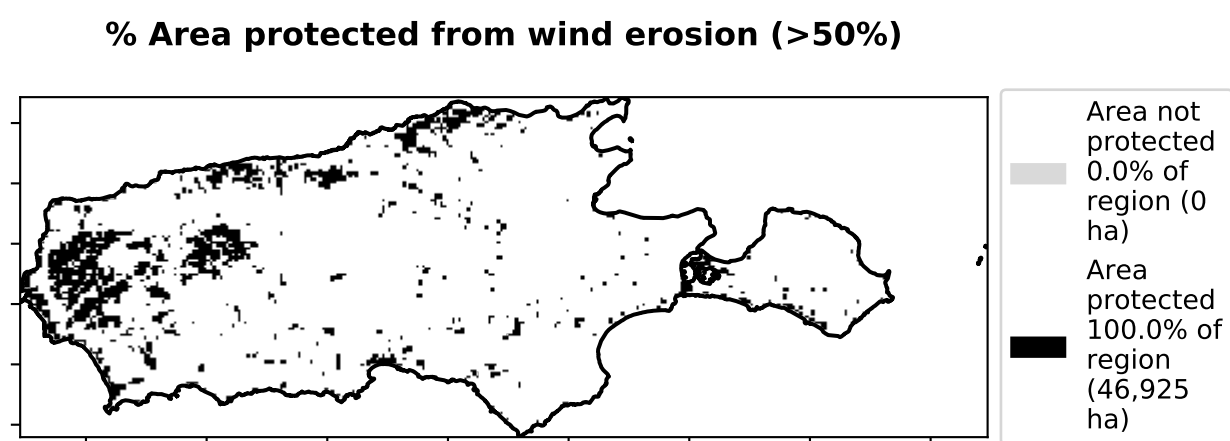 % Area protected from wind erosion (>50%)
Area not
protected
0.0% of
region (0
ha)
Area
protected
100.0% of
region
(46,925
ha)